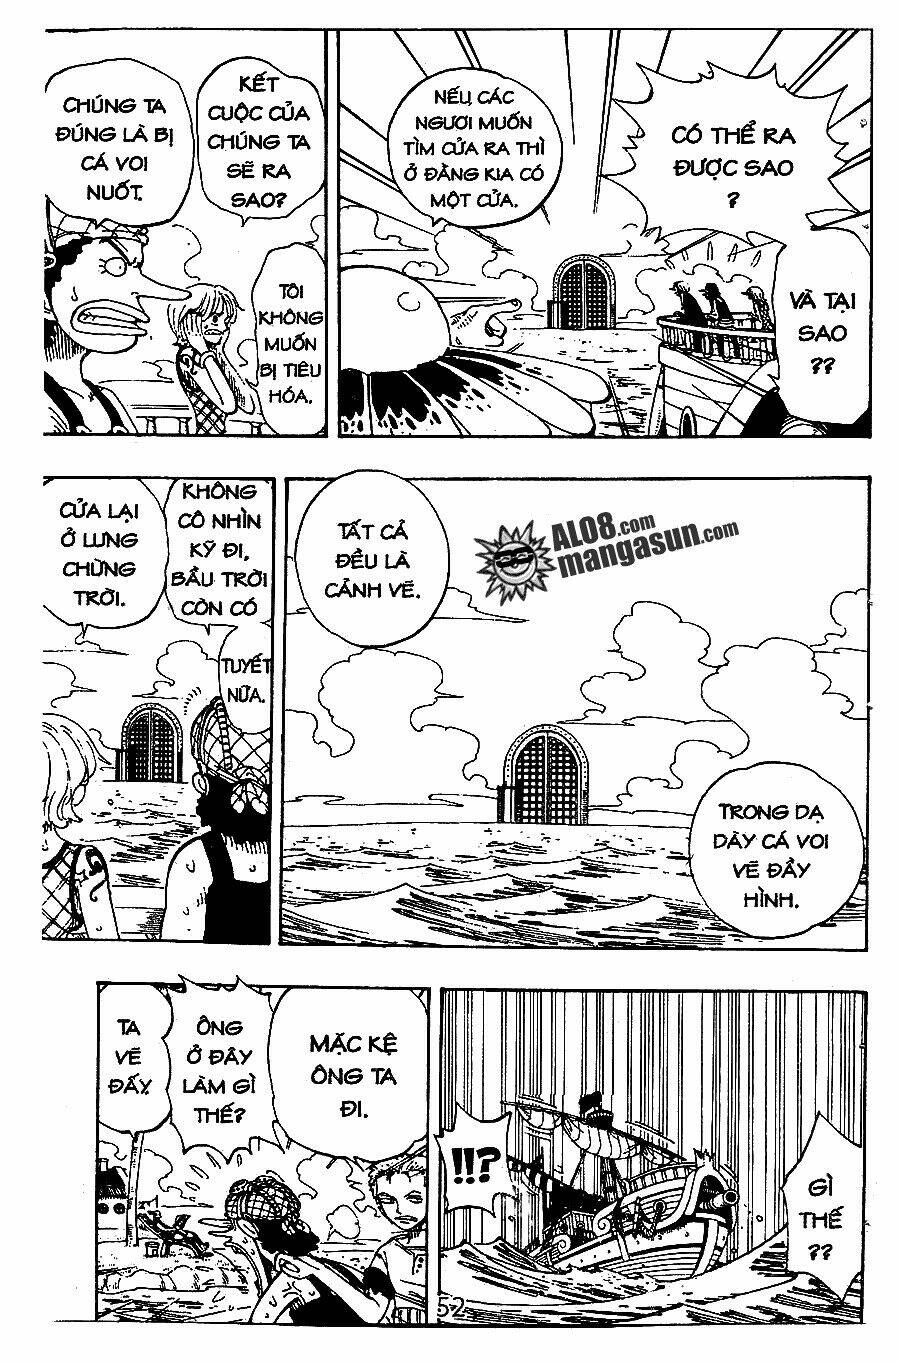 CHÚNG TA
ĐÚNG LÀ BỊ
CÁ VOI
NUỐT.
KẾT
CUỘC CỦA
CHÚNG TA
SẼ RA
SAO?
TÔI
KHÔNG
MUỐN
BỊ TIÊU
HÓA.
NẾU CÁC
NGƯƠI MUỐN
TÌM CỬA RA THÌ
Ở ĐẰNG KIA CÓ
MỘT CỬA.
CÓ THỂ RA
ĐƯỢC SAO
?
VÀ TẠI
SAO
??
CỬA LẠI
Ở LƯNG
CHỪNG
TRỜI.
KHÔNG
CÔ NHÌN
KỸ ĐI,
BẦU TRỜI
CÒN CÓ
TUYẾT
NỮA.
TẤT CẢ
ĐỀU LÀ
CẢNH VẼ.
AL08.com
mangasun.com
TRONG DẠ
DÀY CÁ VOI
VẼ ĐẦY
HÌNH.
TA
VẼ
ĐẤY.
ÔNG
Ở ĐÂY
LÀM GÌ
THẾ?
MẶC KỆ
ÔNG TA
ĐI.
!!?
GÌ
THẾ
??
52